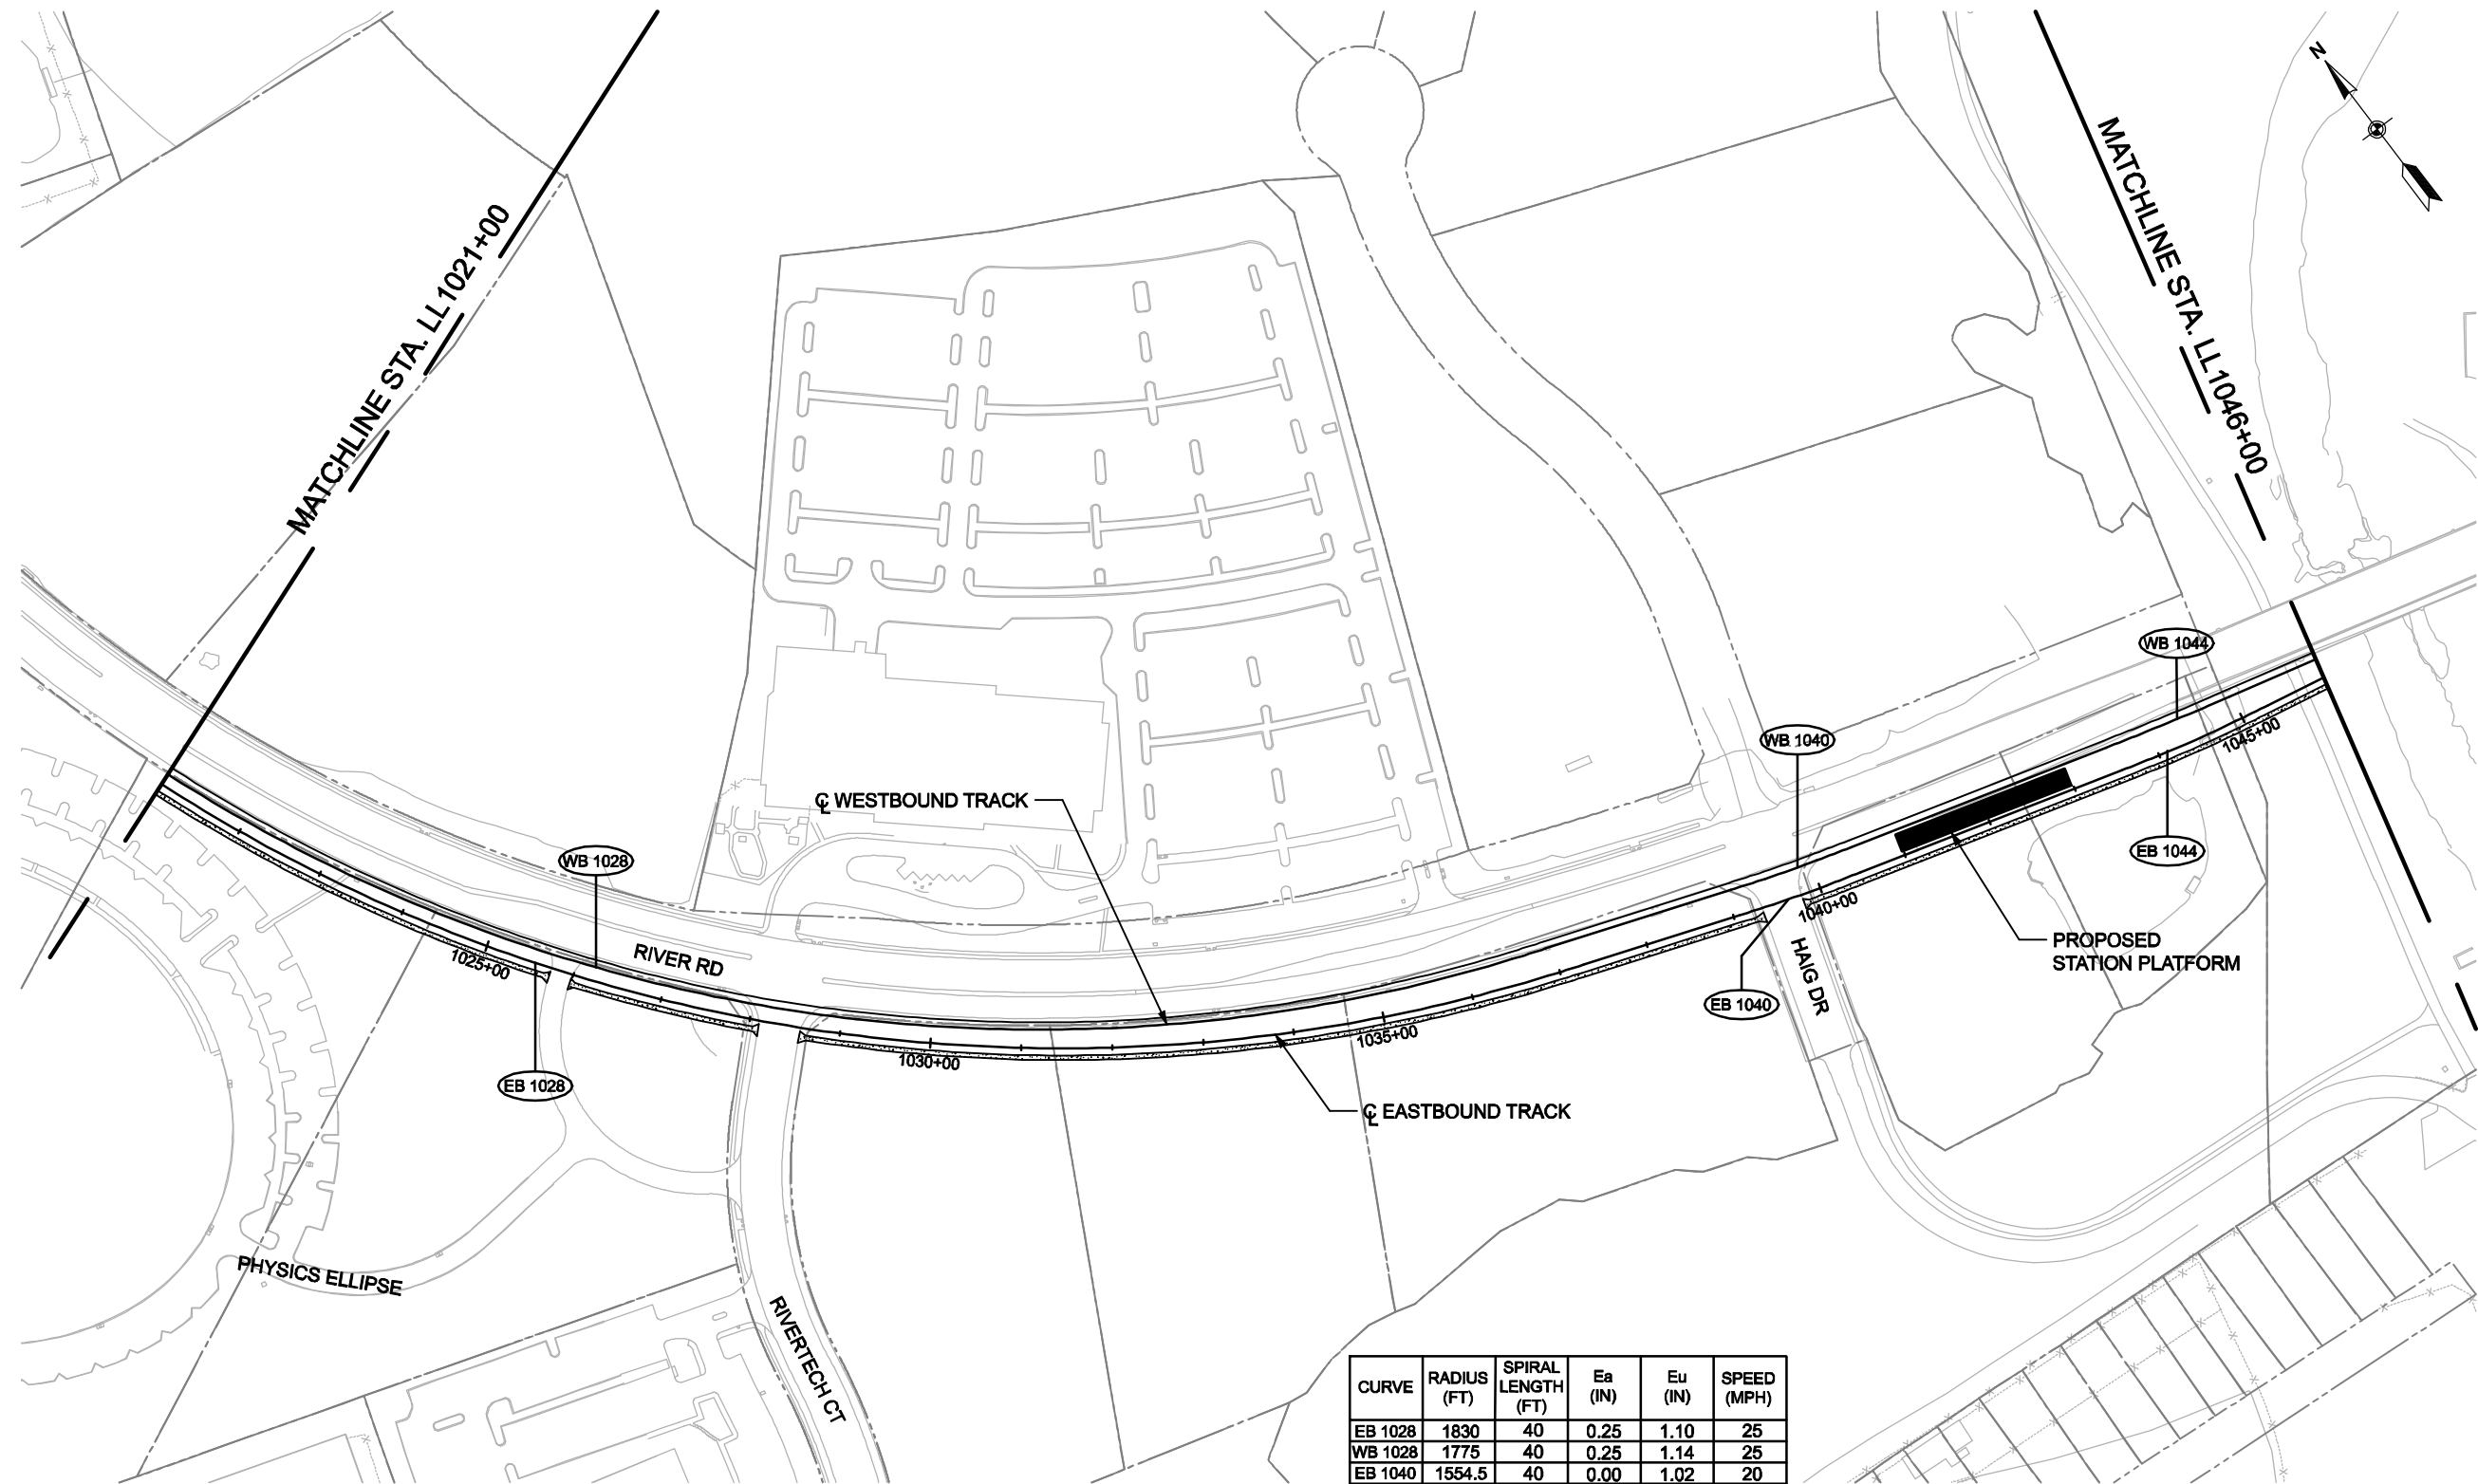 N
MATCHLINE STA. LL1021+00
MATCHLINE STA. LL1046+00
WB 1044
WB 1040
1045+00
℄ WESTBOUND TRACK
EB 1044
WB 1028
1040+00
RIVER RD
PROPOSED
STATION PLATFORM
1025+00
HAIG DR
EB 1040
1035+00
1030+00
EB 1028
℄ EASTBOUND TRACK
PHYSICS ELLIPSE
RIVERTECH CT
CURVE RADIUS (FT) SPIRAL LENGTH (FT) Ea (IN) Eu (IN) SPEED (MPH)
EB 1028 1830 40 0.25 1.10 25
WB 1028 1775 40 0.25 1.14 25
EB 1040 1554.5 40 0.00 1.02 20